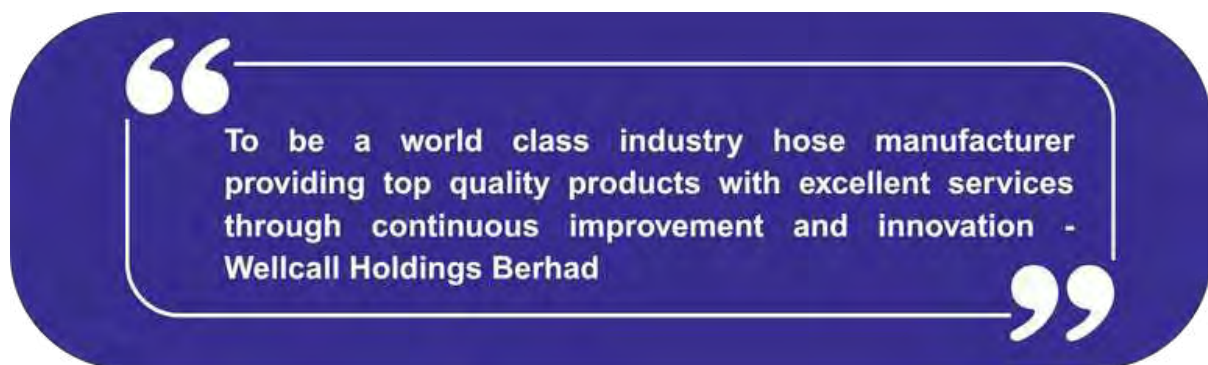 To be a world class industry hose manufacturer
providing top quality products with excellent services
through continuous improvement and innovation -
Wellcall Holdings Berhad